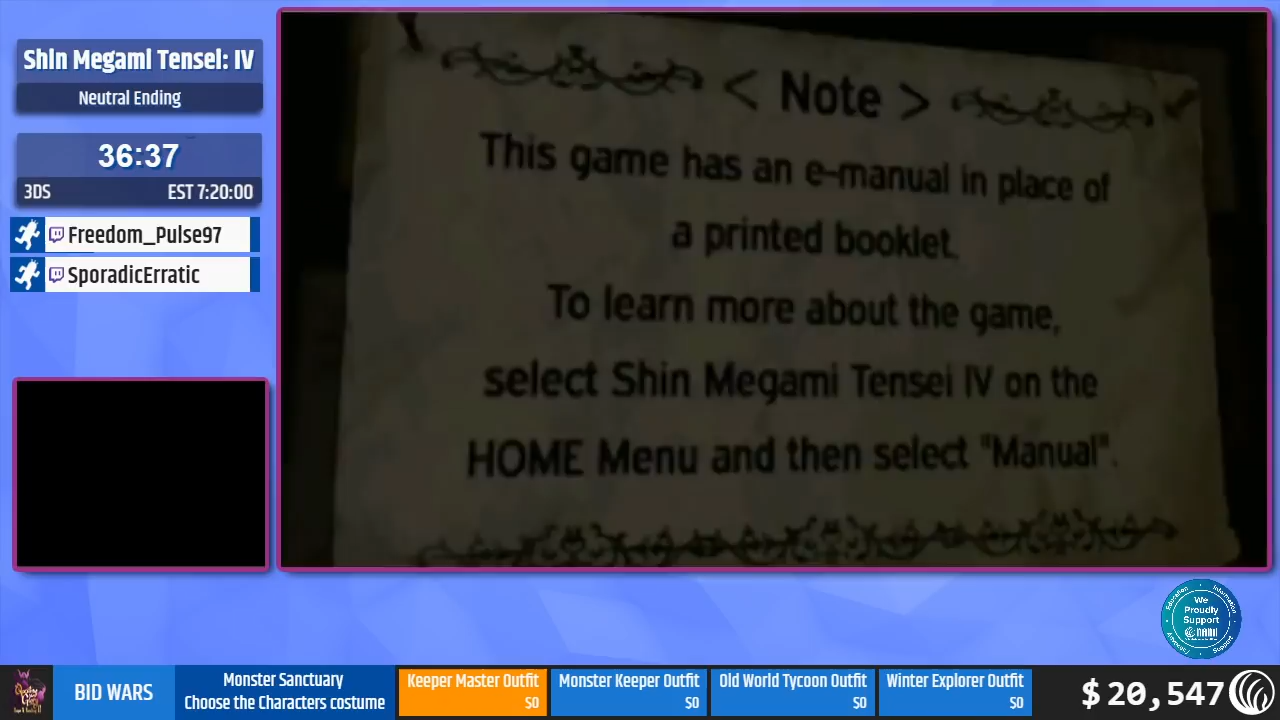 Shin Megami Tensei: IV
Neutral Ending
36:37
3DS EST 7:20:00
Freedom_Pulse97
SporadicErratic
< Note >
This game has an e-manual in place of
a printed booklet.
To learn more about the game,
select Shin Megami Tensei IV on the
HOME Menu and then select "Manual".
We
Proudly
Support
NAMI
BID WARS
Monster Sanctuary
Choose the Characters costume
Keeper Master Outfit
$0
Monster Keeper Outfit
$0
Old World Tycoon Outfit
$0
Winter Explorer Outfit
$0
$20,547